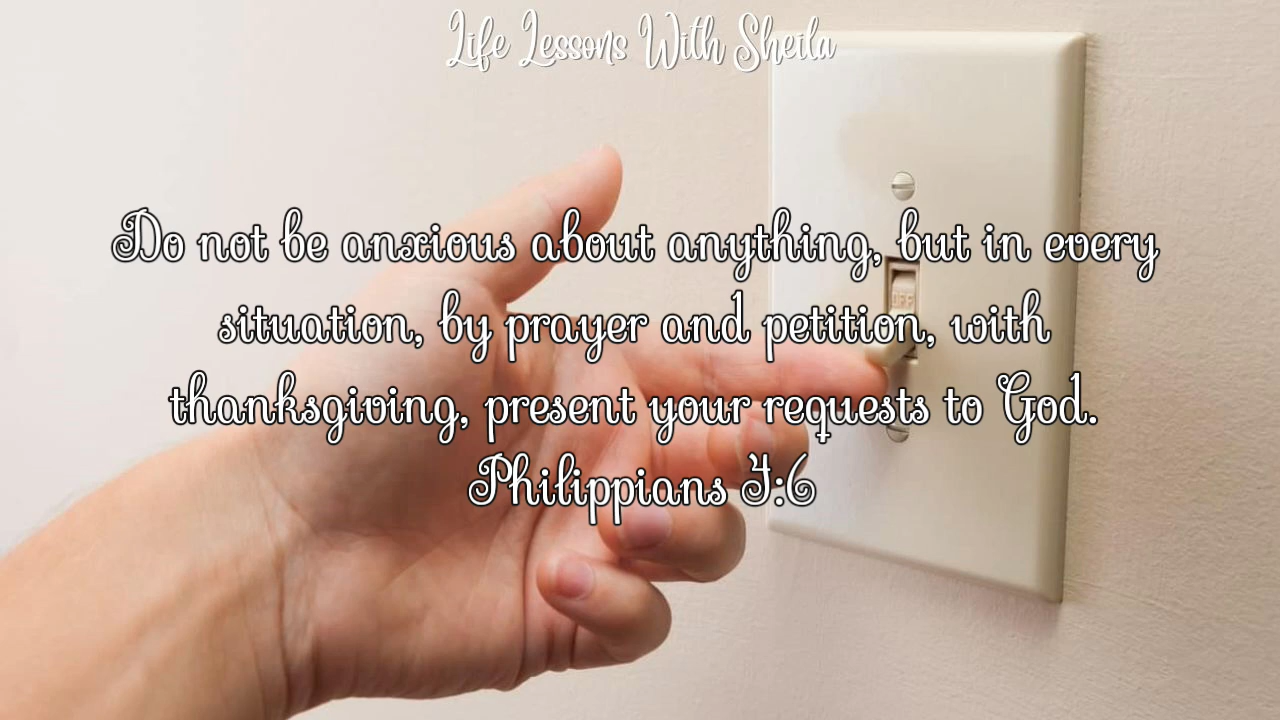 Life Lessons With Sheila
Do not be anxious about anything, but in every
situation, by prayer and petition, with
thanksgiving, present your requests to God.
Philippians 4:6
OFF